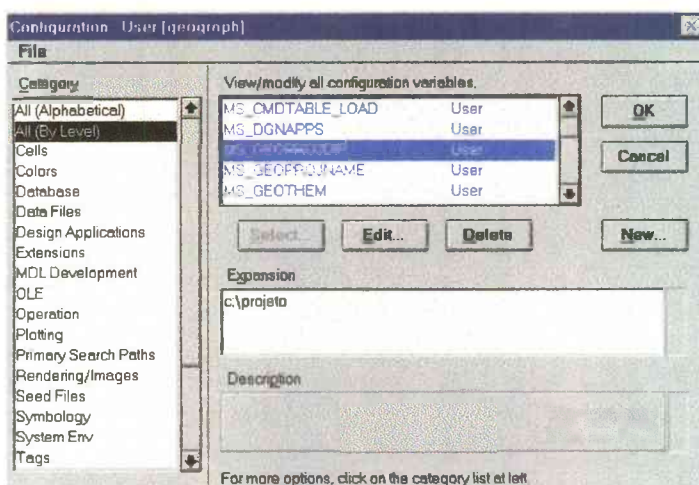 Configuration User [geograph]
File
Category
All (Alphabetical)
All (By Level)
Cells
Colors
Database
Data Files
Design Applications
Extensions
MDL Development
OLE
Operation
Plotting
Primary Search Paths
Rendering/Images
Seed Files
Symbology
System Env
Tags
View/modify all configuration variables.
MS_CMDTABLE_LOAD User
MS_DGNAPPS User
User
MS_GEOPROJNAME User
MS_GEOTHEM User
OK
Cancel
Select... Edit... Delete New...
Expansion
c:\projeto
Description
For more options, click on the category list at left.